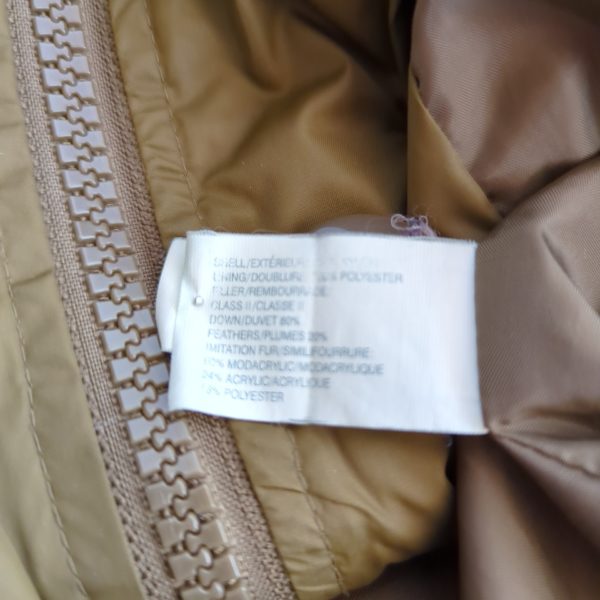 SHELL/EXTÉRIEUR
LINING/DOUBLURE 100% POLYESTER
FILLER/REMBOURRAGE
CLASS II/CLASSE II
DOWN/DUVET 80%
FEATHERS/PLUMES 20%
IMITATION FUR/SIMILIFOURRURE:
MODACRYLIC/MODACRYLIQUE
24% ACRYLIC/ACRYLIQUE
POLYESTER